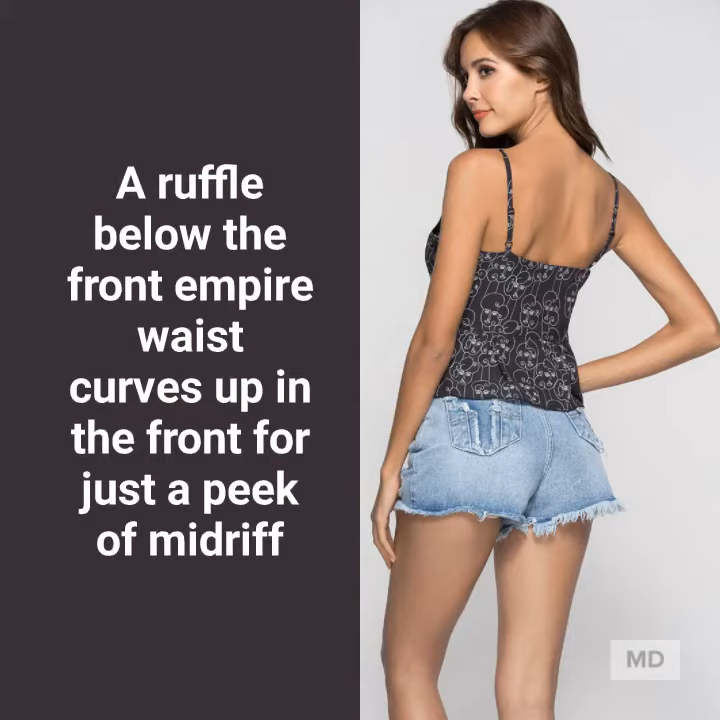 A ruffle
below the
front empire
waist
curves up in
the front for
just a peek
of midriff
MD